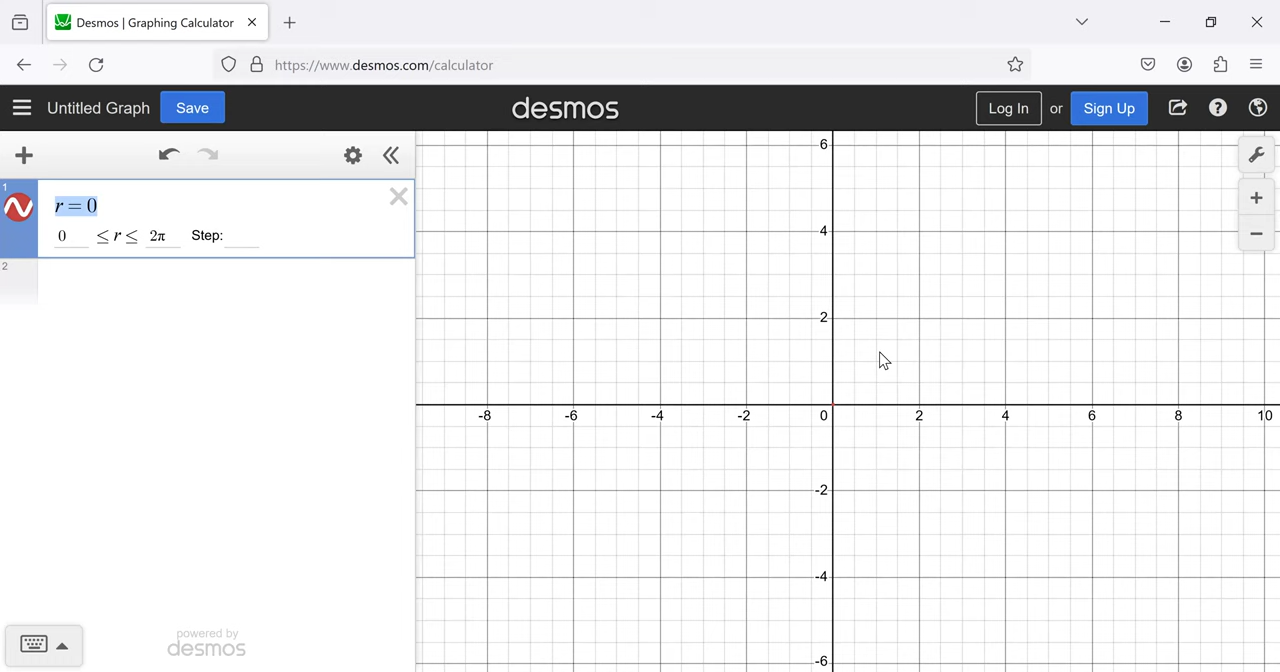 Desmos | Graphing Calculator
https://www.desmos.com/calculator
Untitled Graph
Save
desmos
Log In or Sign Up
1
r = 0
0 ≤ r ≤ 2π Step:
2
powered by
desmos
6
4
2
-8 -6 -4 -2 0 2 4 6 8 10
-2
-4
-6